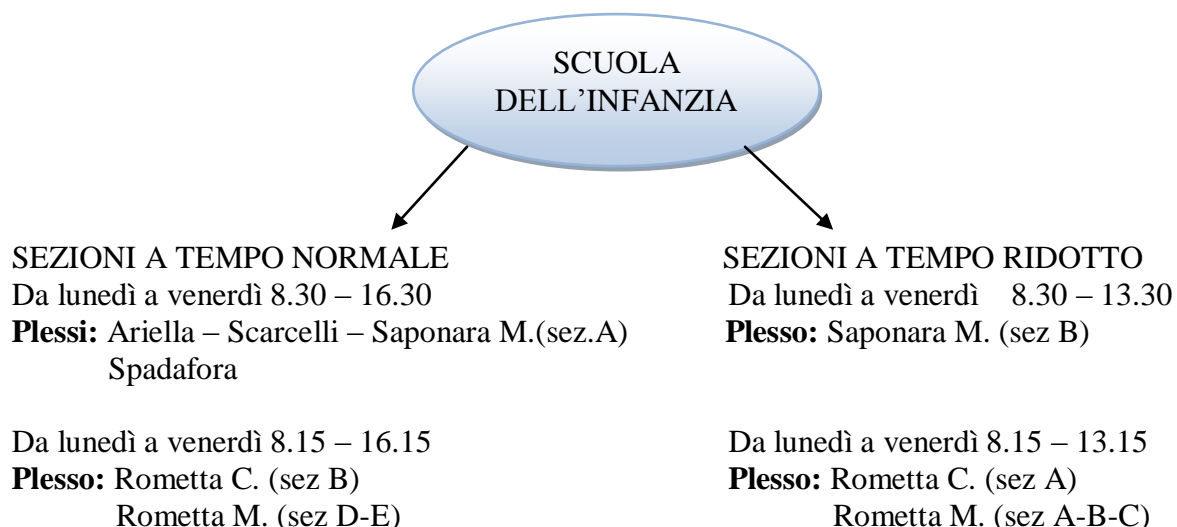 SCUOLA
DELL’INFANZIA
SEZIONI A TEMPO NORMALE
Da lunedì a venerdì 8.30 – 16.30
Plessi: Ariella – Scarcelli – Saponara M.(sez.A)
Spadafora
Da lunedì a venerdì 8.15 – 16.15
Plesso: Rometta C. (sez B)
Rometta M. (sez D-E)
SEZIONI A TEMPO RIDOTTO
Da lunedì a venerdì 8.30 – 13.30
Plesso: Saponara M. (sez B)
Da lunedì a venerdì 8.15 – 13.15
Plesso: Rometta C. (sez A)
Rometta M. (sez A-B-C)